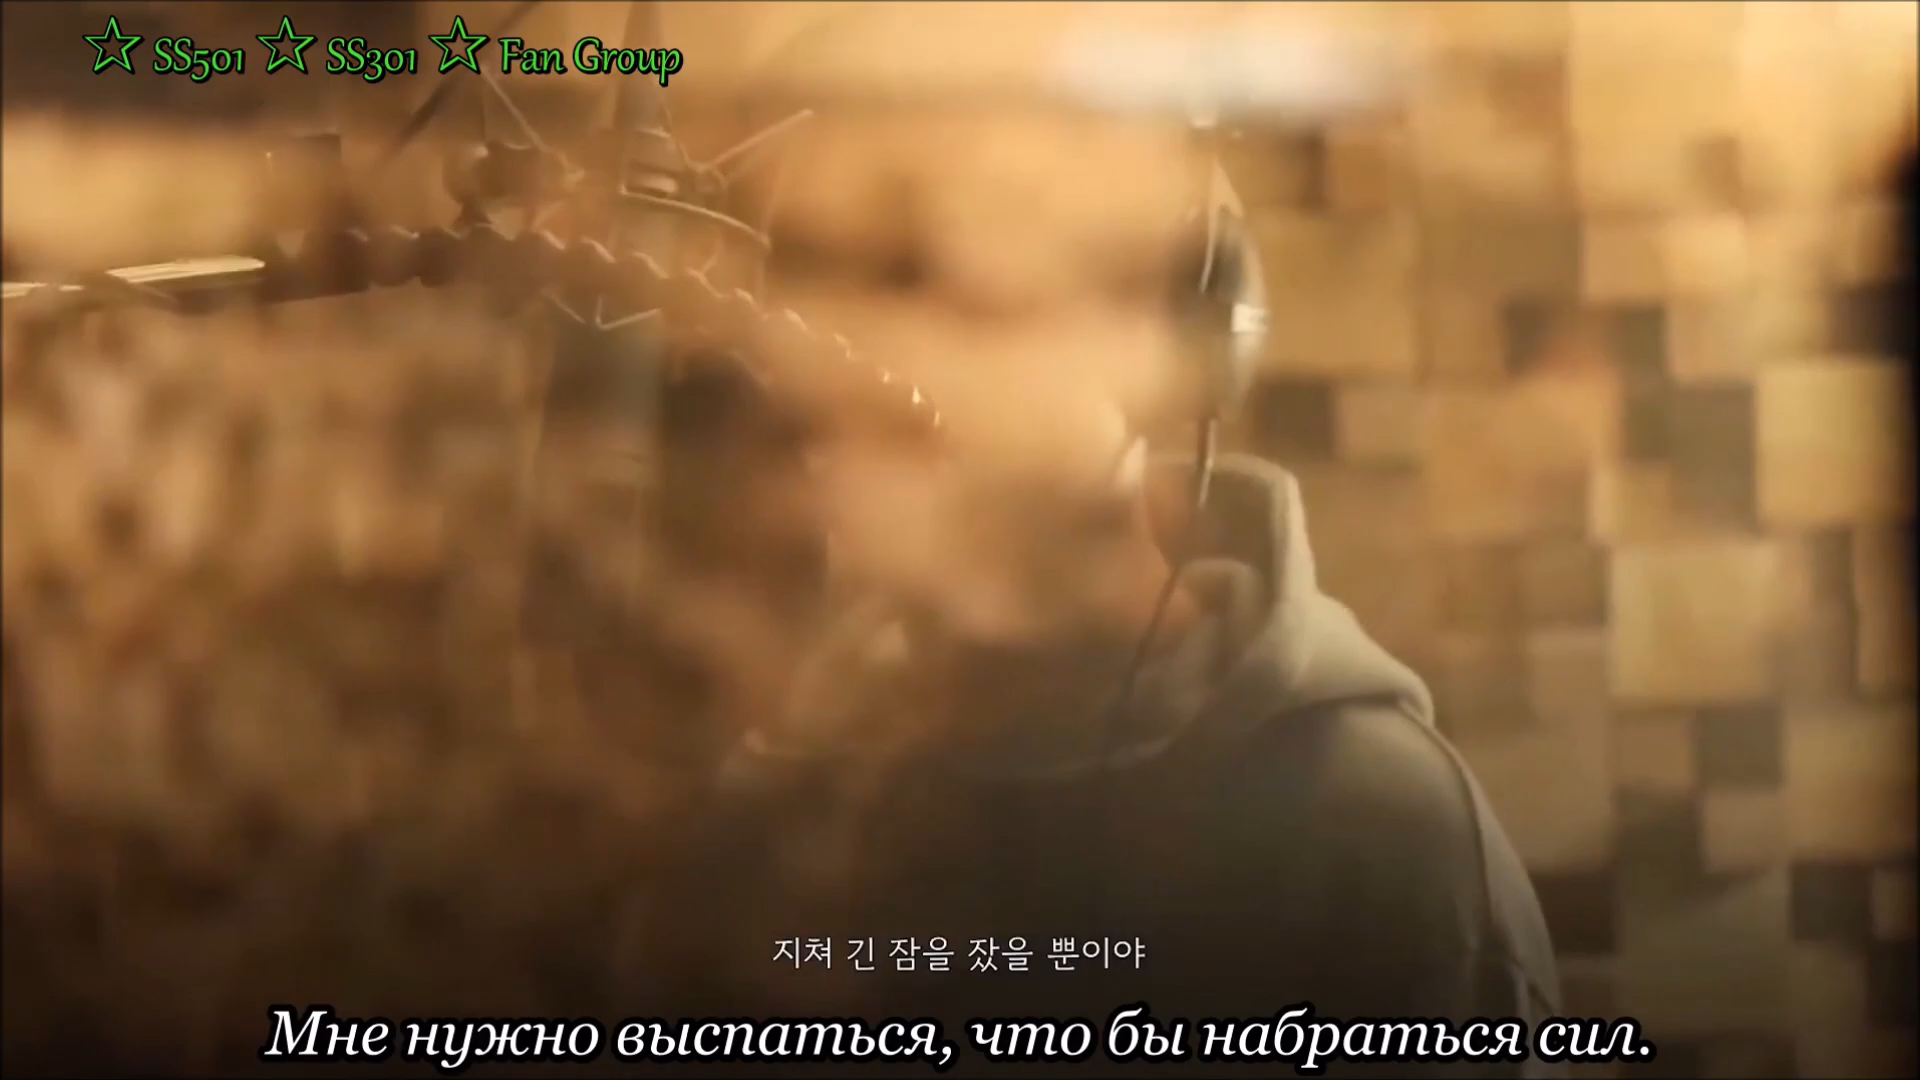 ☆ SS501 ☆ SS301 ☆ Fan Group
지쳐 긴 잠을 잤을 뿐이야
Мне нужно выспаться, что бы набраться сил.